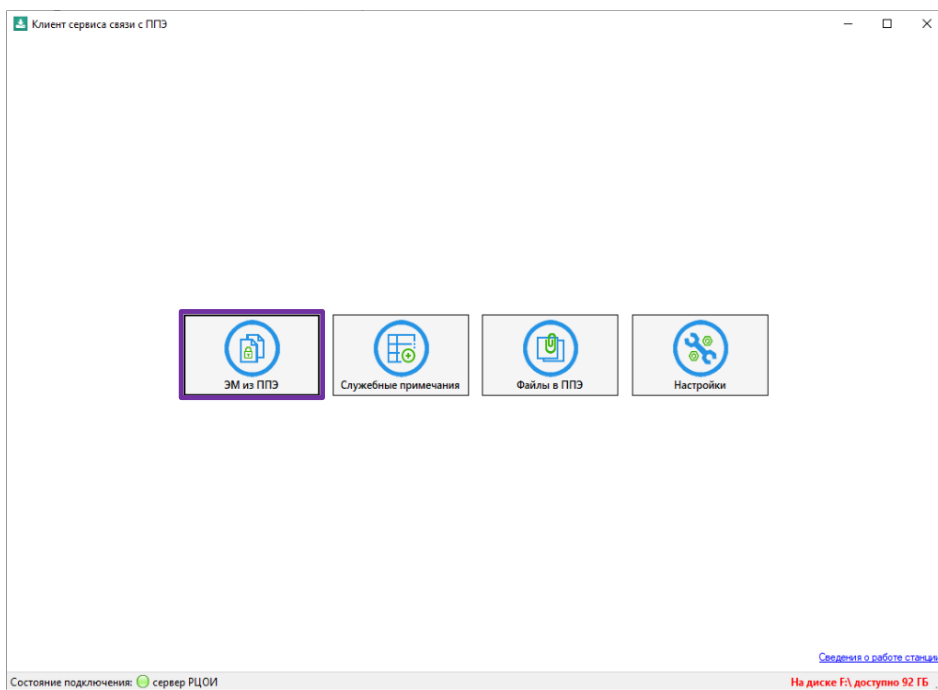 Клиент сервиса связи с ППЭ
ЭМ из ППЭ
Служебные примечания
Файлы в ППЭ
Настройки
Сведения о работе станции
Состояние подключения: сервер РЦОИ
На диске F:\ доступно 92 ГБ